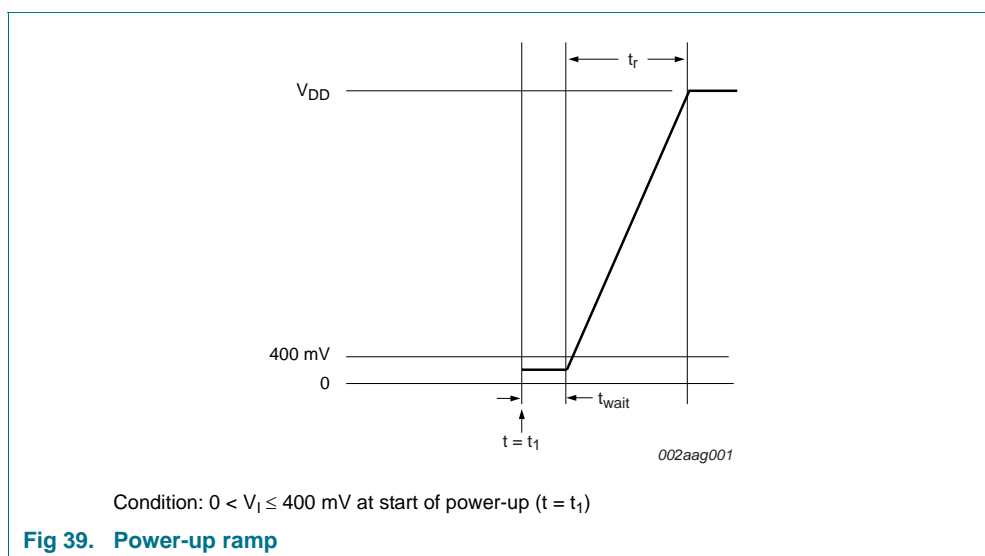 t_r
V_DD
400 mV
0
t_wait
t = t_1
002aag001
Condition: 0 < V_I ≤ 400 mV at start of power-up (t = t_1)
Fig 39. Power-up ramp